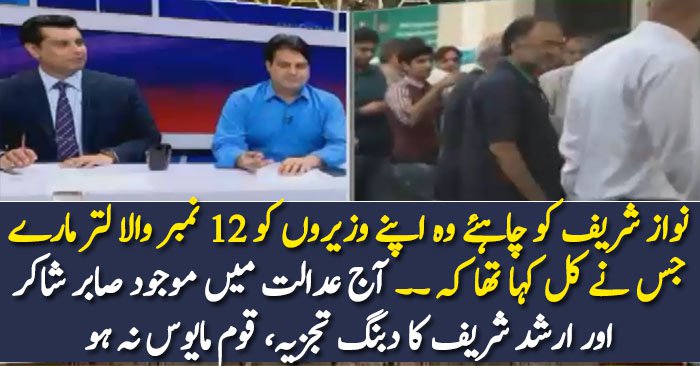 نواز شریف کو چاہئے وہ اپنے وزیروں کو 12 نمبر والا لتر مارے
جس نے کل کہا تھا کہ ۔۔ آج عدالت میں موجود صابر شاکر
اور ارشد شریف کا دبنگ تجزیہ، قوم مایوس نہ ہو